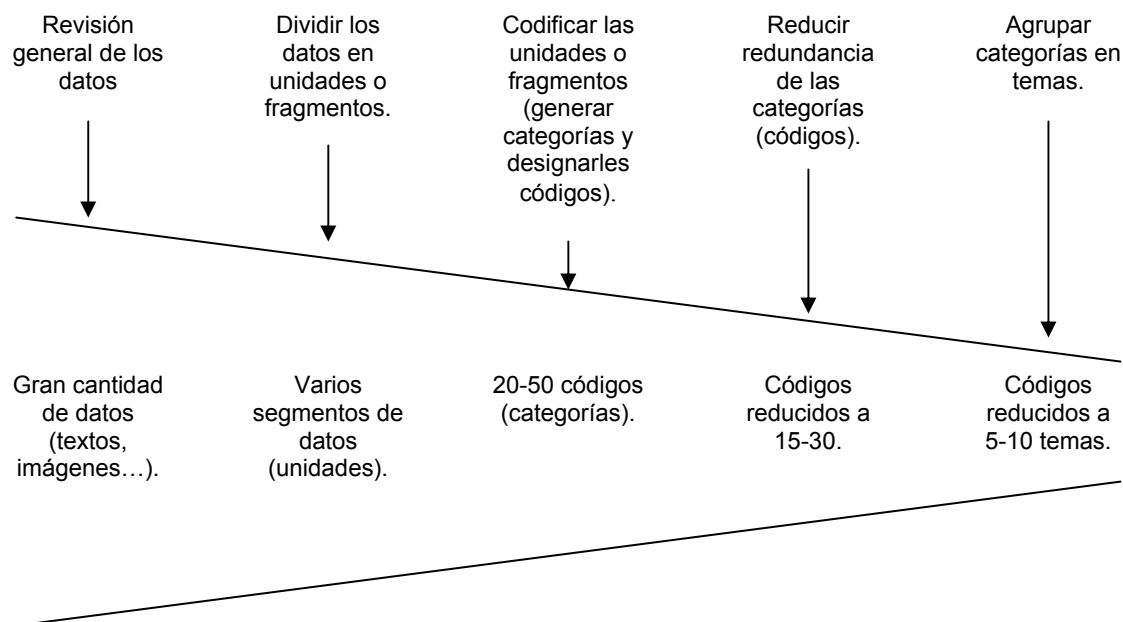 Revisión
general de los
datos
Dividir los
datos en
unidades o
fragmentos.
Codificar las
unidades o
fragmentos
(generar
categorías y
designarles
códigos).
Reducir
redundancia
de las
categorías
(códigos).
Agrupar
categorías en
temas.
Gran cantidad
de datos
(textos,
imágenes…).
Varios
segmentos de
datos
(unidades).
20-50 códigos
(categorías).
Códigos
reducidos a
15-30.
Códigos
reducidos a
5-10 temas.